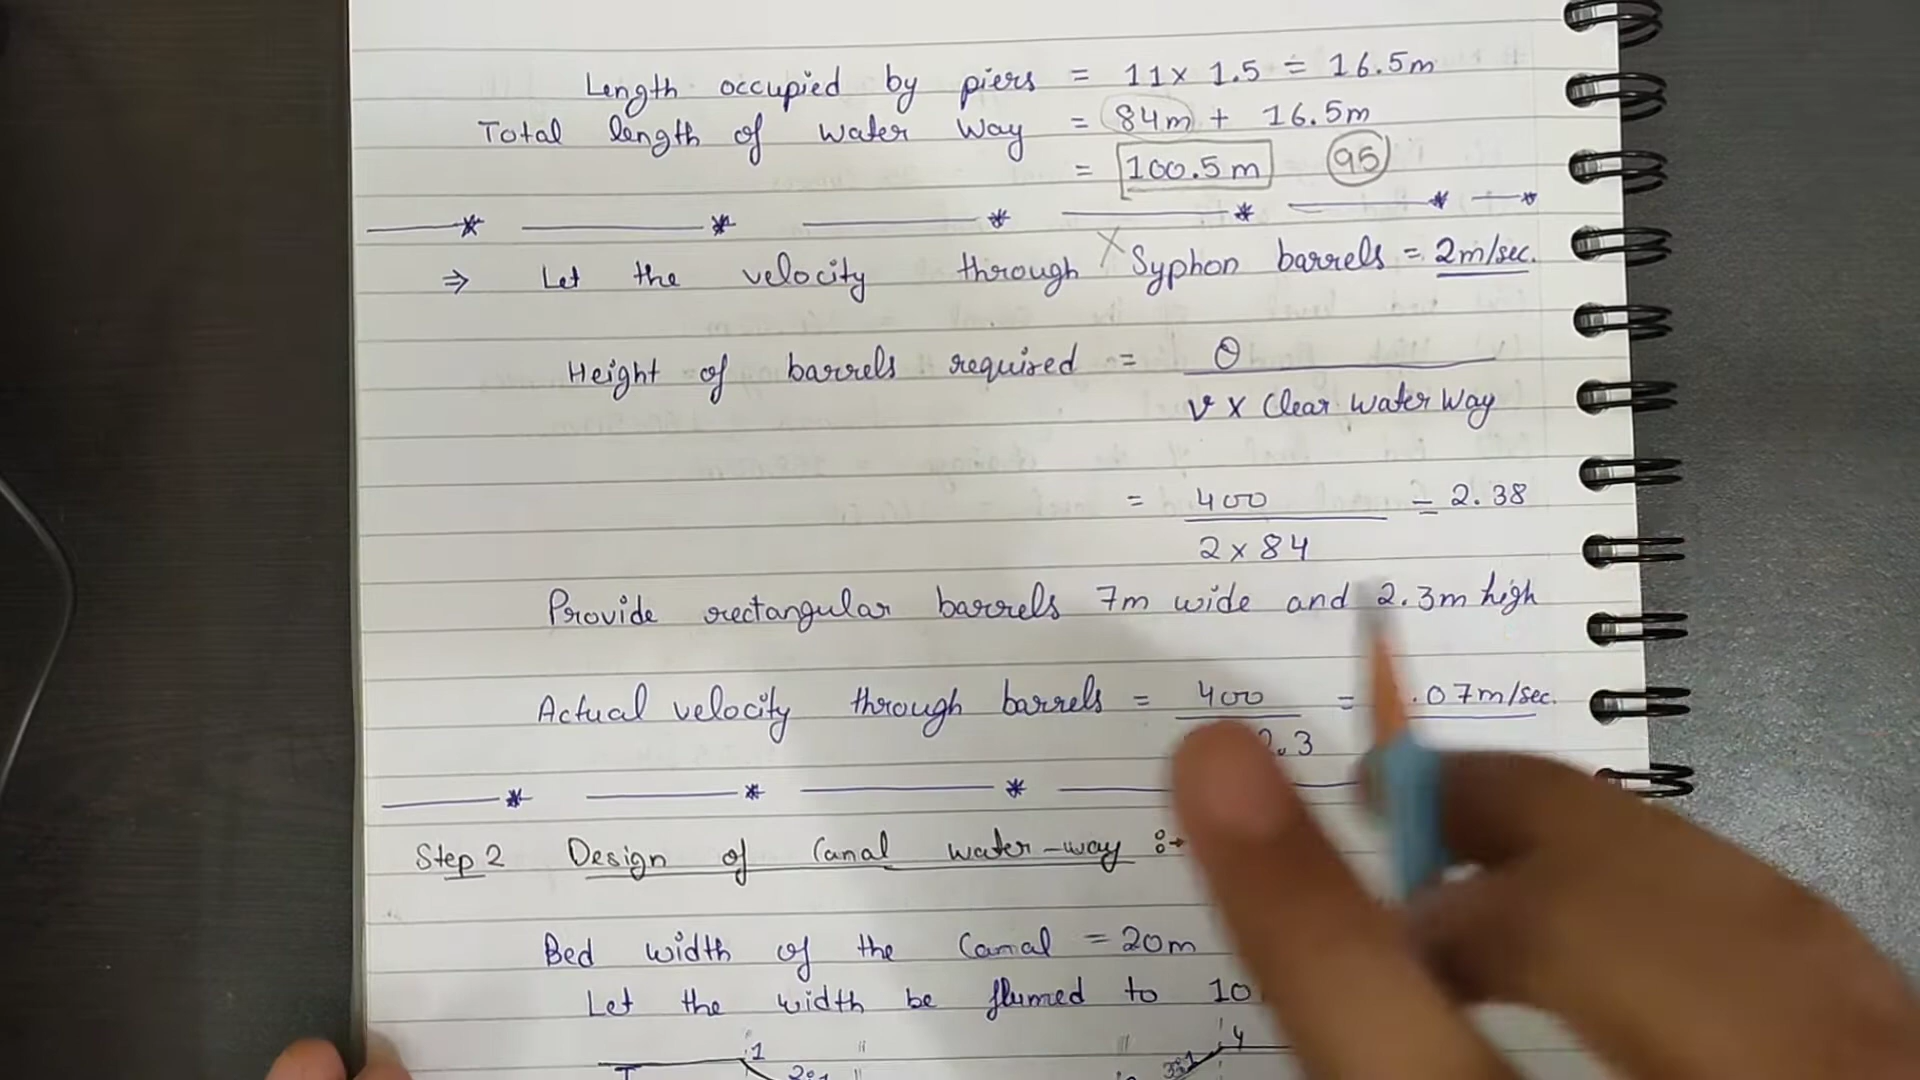 Length occupied by piers = 11 x 1.5 = 16.5m
Total length of water way = 84m + 16.5m
= 100.5m 95
⇒ Let the velocity through Syphon barrels = 2m/sec.
Height of barrels required = Q
v x Clear water way
= 400 = 2.38
2 x 84
Provide rectangular barrels 7m wide and 2.3m high
Actual velocity through barrels = 400 = .07m/sec.
2.3
Step 2 Design of Canal water-way :→
Bed width of the Canal = 20m
Let the width be flumed to 10
1 4